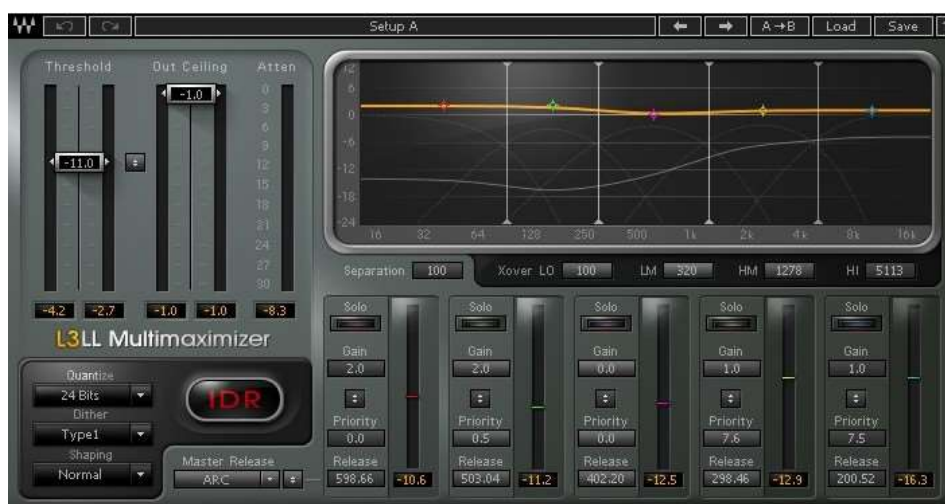 Setup A A→B Load Save
Threshold Out Ceiling Atten
-11.0 -1.0
0
3
6
9
12
15
18
21
24
27
30
-4.2 -2.7 -1.0 -1.0 -8.3
L3LL Multimaximizer
Quantize
24 Bits
Dither
Type1
Shaping
Normal
IDR
Master Release
ARC
12
6
0
-6
-12
-18
-24
16 32 64 128 250 500 1k 2k 4k 8k 16k
Separation 100 Xover LO 100 LM 320 HM 1278 HI 5113
Solo Solo Solo Solo Solo
Gain Gain Gain Gain Gain
2.0 2.0 0.0 1.0 1.0
Priority Priority Priority Priority Priority
0.0 0.5 0.0 7.6 7.5
Release Release Release Release Release
598.66 -10.6 503.04 -11.2 402.20 -12.5 298.46 -12.9 200.52 -16.3